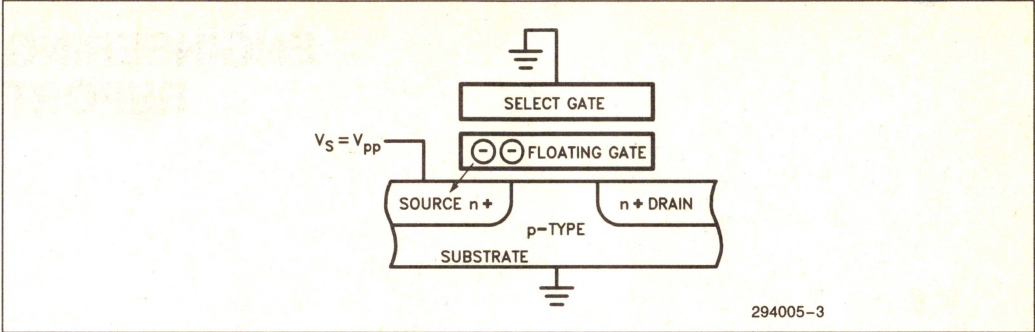 SELECT GATE
V_S = V_pp
− − FLOATING GATE
SOURCE n+
n+ DRAIN
p-TYPE
SUBSTRATE
294005-3